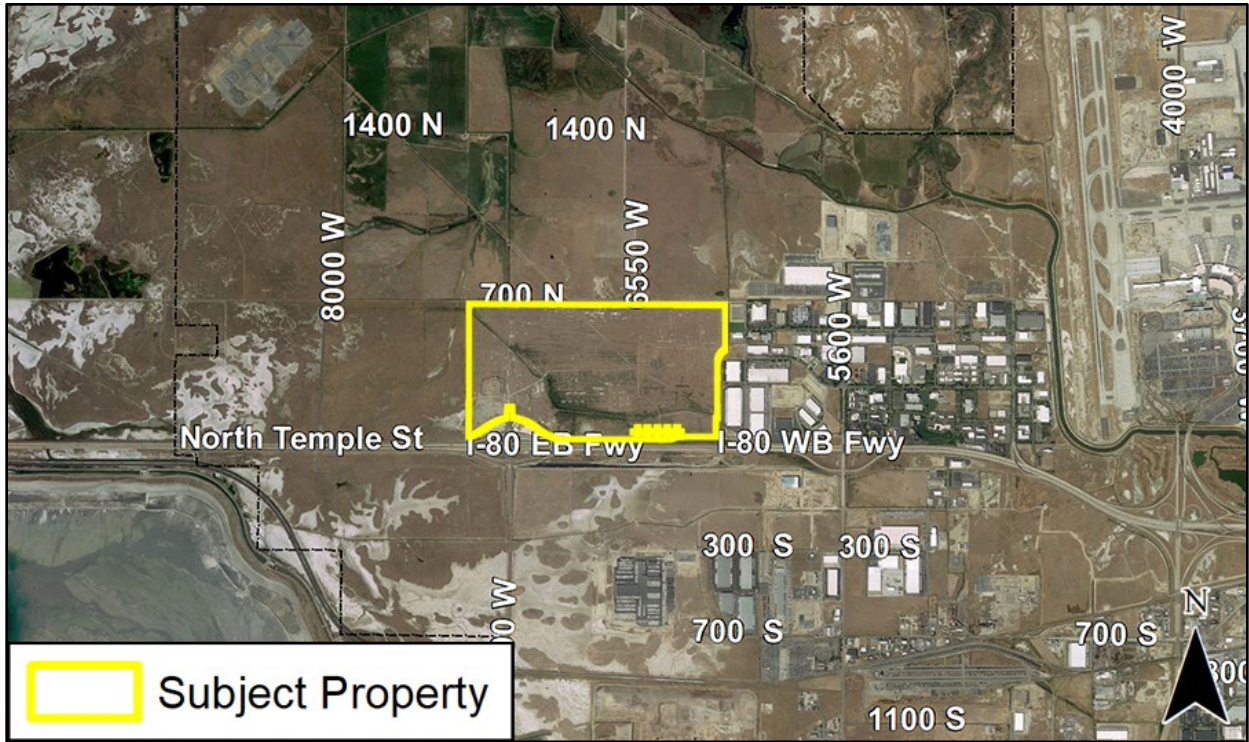 4000 W
1400 N
1400 N
8000 W
6550 W
700 N
5600 W
North Temple St
I-80 EB Fwy
I-80 WB Fwy
300 S
300 S
N
700 S
700 S
1100 S
Subject Property